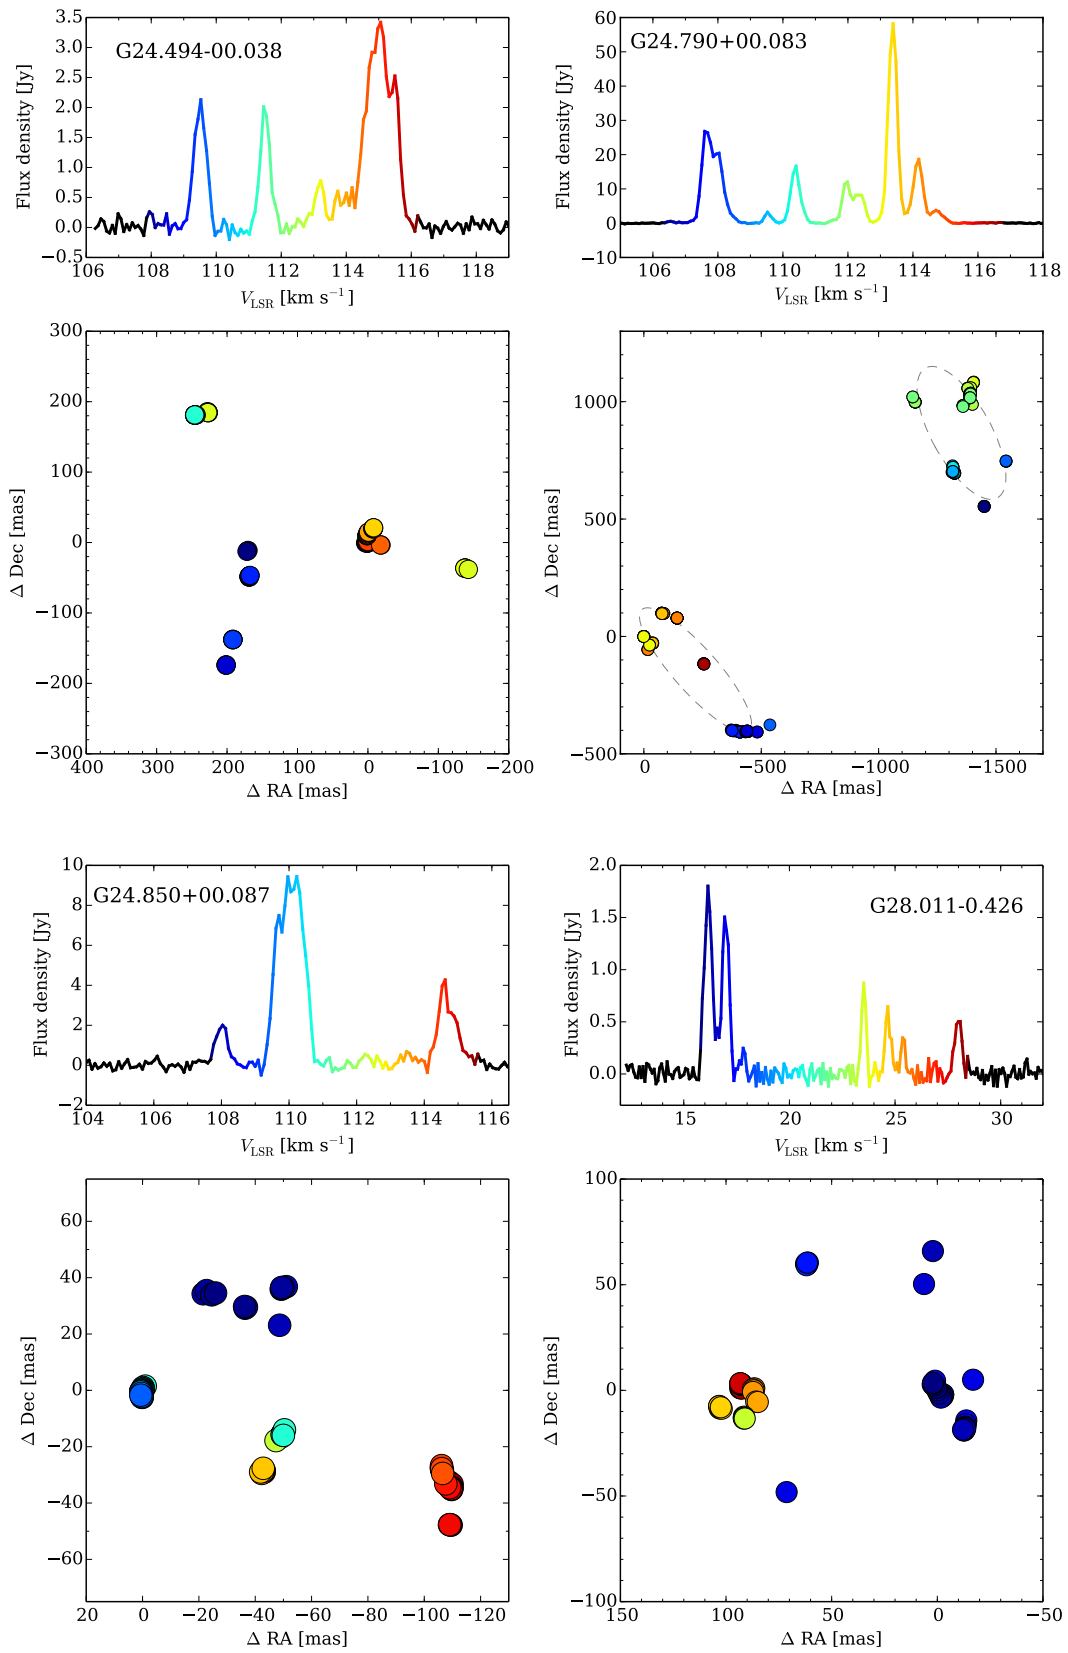 G24.494-00.038
Flux density [Jy]
3.5
3.0
2.5
2.0
1.5
1.0
0.5
0.0
−0.5
106 108 110 112 114 116 118
V_LSR [km s⁻¹]
G24.790+00.083
Flux density [Jy]
60
50
40
30
20
10
0
−10
106 108 110 112 114 116 118
V_LSR [km s⁻¹]
Δ Dec [mas]
300
200
100
0
−100
−200
−300
400 300 200 100 0 −100 −200
Δ RA [mas]
Δ Dec [mas]
1000
500
0
−500
0 −500 −1000 −1500
Δ RA [mas]
G24.850+00.087
Flux density [Jy]
10
8
6
4
2
0
−2
104 106 108 110 112 114 116
V_LSR [km s⁻¹]
G28.011-0.426
Flux density [Jy]
2.0
1.5
1.0
0.5
0.0
15 20 25 30
V_LSR [km s⁻¹]
Δ Dec [mas]
60
40
20
0
−20
−40
−60
20 0 −20 −40 −60 −80 −100 −120
Δ RA [mas]
Δ Dec [mas]
100
50
0
−50
−100
150 100 50 0 −50
Δ RA [mas]